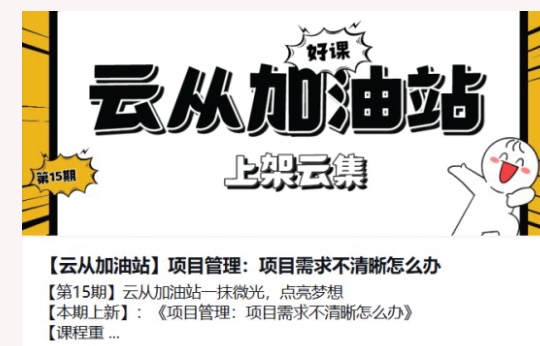 好课
云从加油站
第15期
上架云集
【云从加油站】项目管理：项目需求不清晰怎么办
【第15期】云从加油站一抹微光，点亮梦想
【本期上新】：《项目管理：项目需求不清晰怎么办》
【课程重 ...